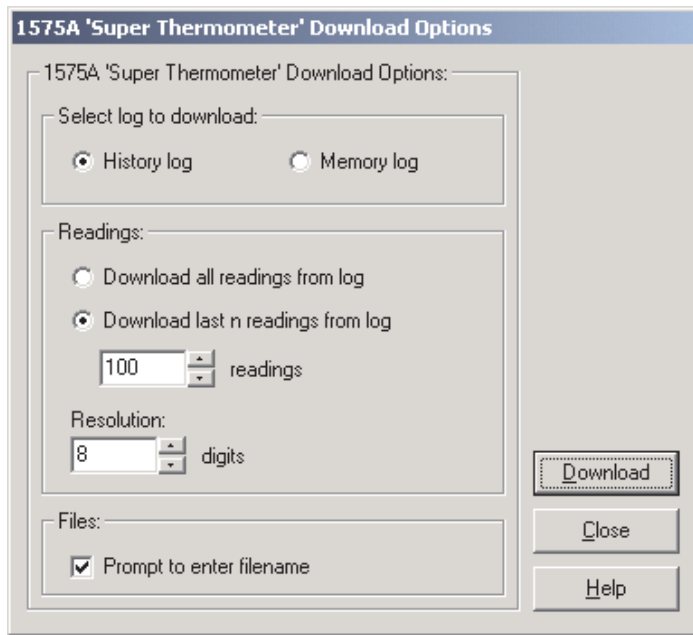 1575A 'Super Thermometer' Download Options
1575A 'Super Thermometer' Download Options:
Select log to download:
History log Memory log
Readings:
Download all readings from log
Download last n readings from log
100 readings
Resolution:
8 digits
Download
Files:
Close
Prompt to enter filename
Help